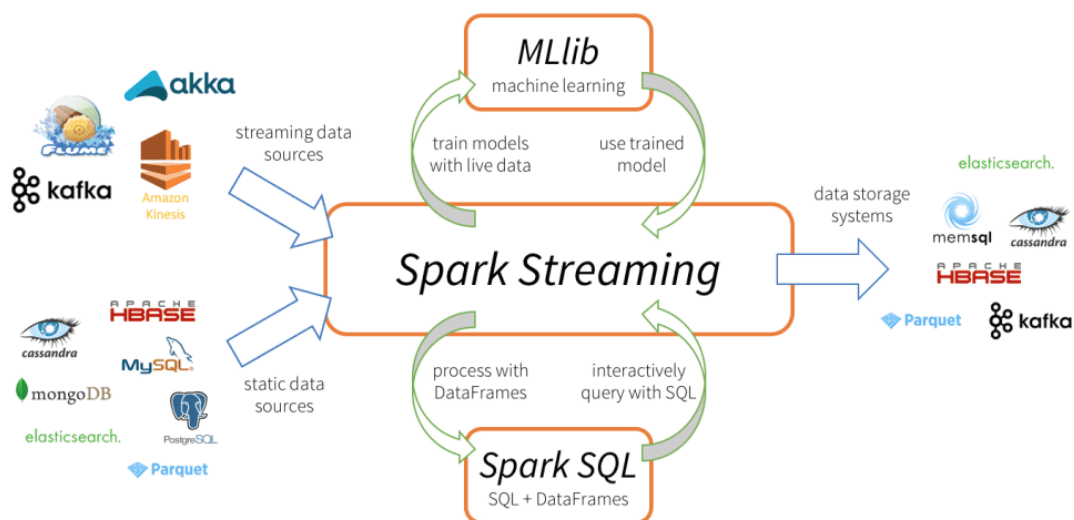 MLlib
machine learning
akka
FLUME
streaming data
sources
train models
with live data
use trained
model
kafka
Amazon
Kinesis
data storage
systems
elasticsearch.
memsql
cassandra
Spark Streaming
APACHE
HBASE
Parquet
kafka
APACHE
HBASE
cassandra
MySQL®
mongoDB
static data
sources
process with
DataFrames
interactively
query with SQL
elasticsearch.
PostgreSQL
Parquet
Spark SQL
SQL + DataFrames